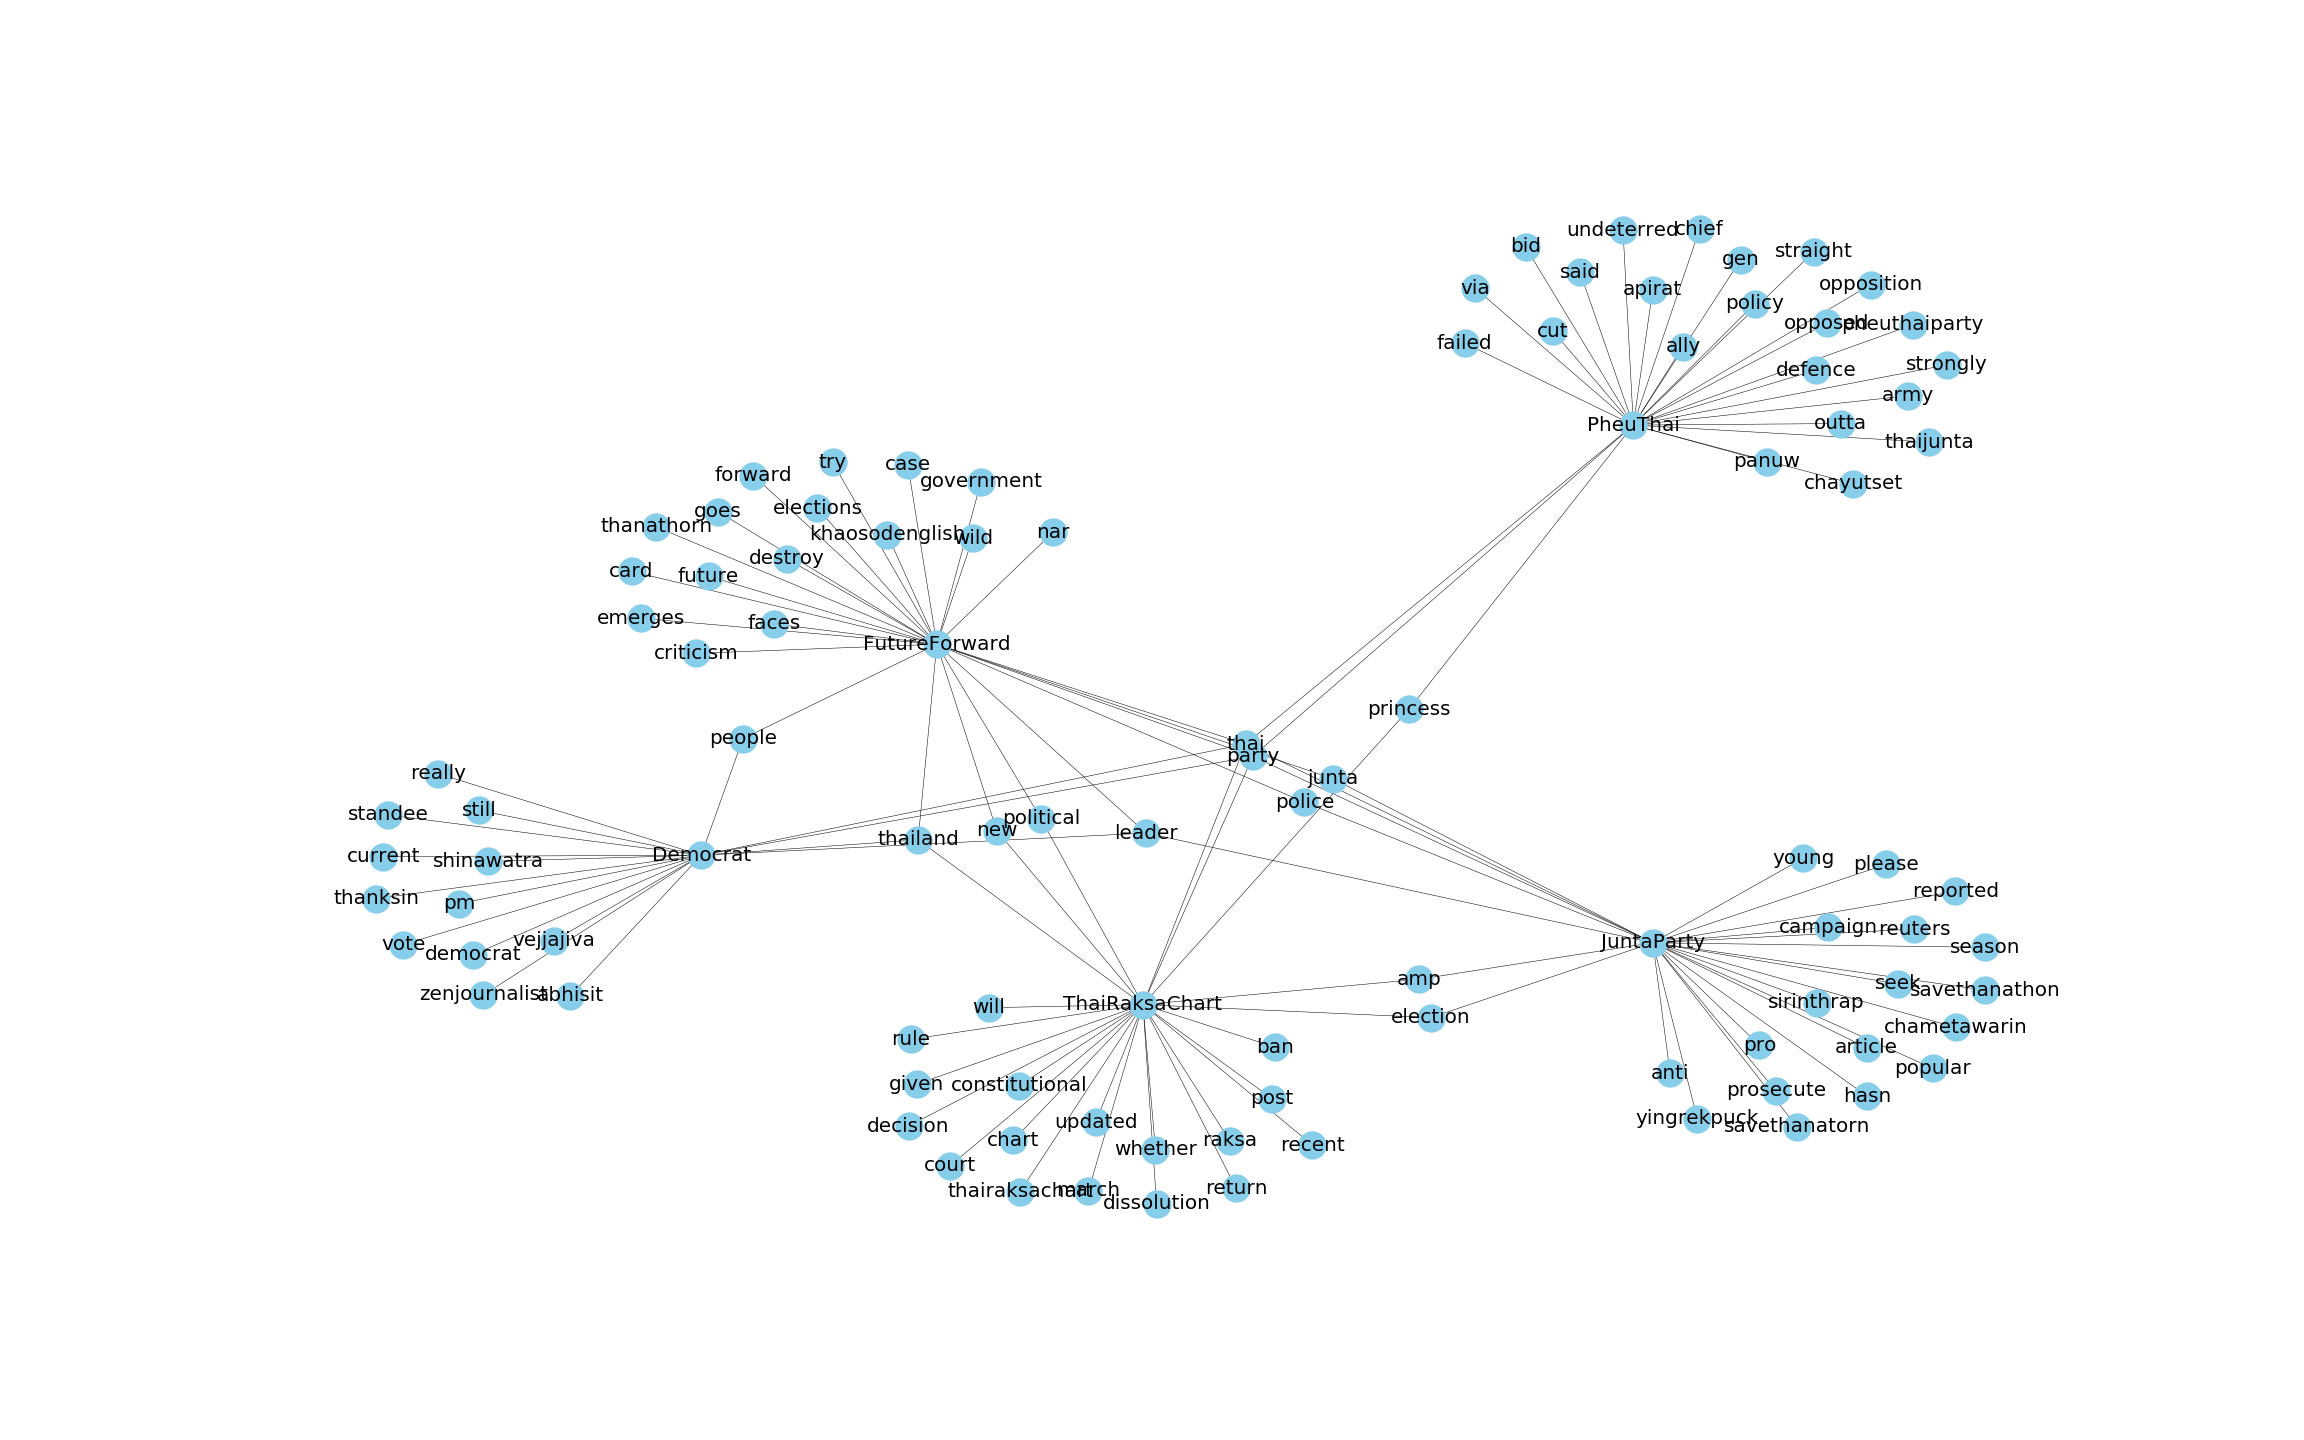 undeterred
chief
bid
straight
gen
said
opposition
via
apirat
policy
opposed
pheuthaiparty
cut
failed
ally
strongly
defence
army
PheuThai
outta
thaijunta
panuw
chayutset
try
case
forward
government
goes
elections
thanathorn
khaosodenglish
wild
nar
destroy
card
future
emerges
faces
criticism
FutureForward
princess
people
thai
party
really
junta
police
standee
still
political
new
leader
thailand
current
shinawatra
Democrat
young
please
reported
thanksin
pm
campaign
reuters
vote
democrat
vejjajiva
JuntaParty
season
zenjournalist
abhisit
amp
seek
savethanathon
will
ThaiRaksaChart
sirinthrap
election
chametawarin
rule
ban
pro
article
popular
given
constitutional
anti
post
prosecute
hasn
decision
updated
yingrekpuck
savethanatorn
chart
whether
raksa
recent
court
thairaksachart
march
return
dissolution